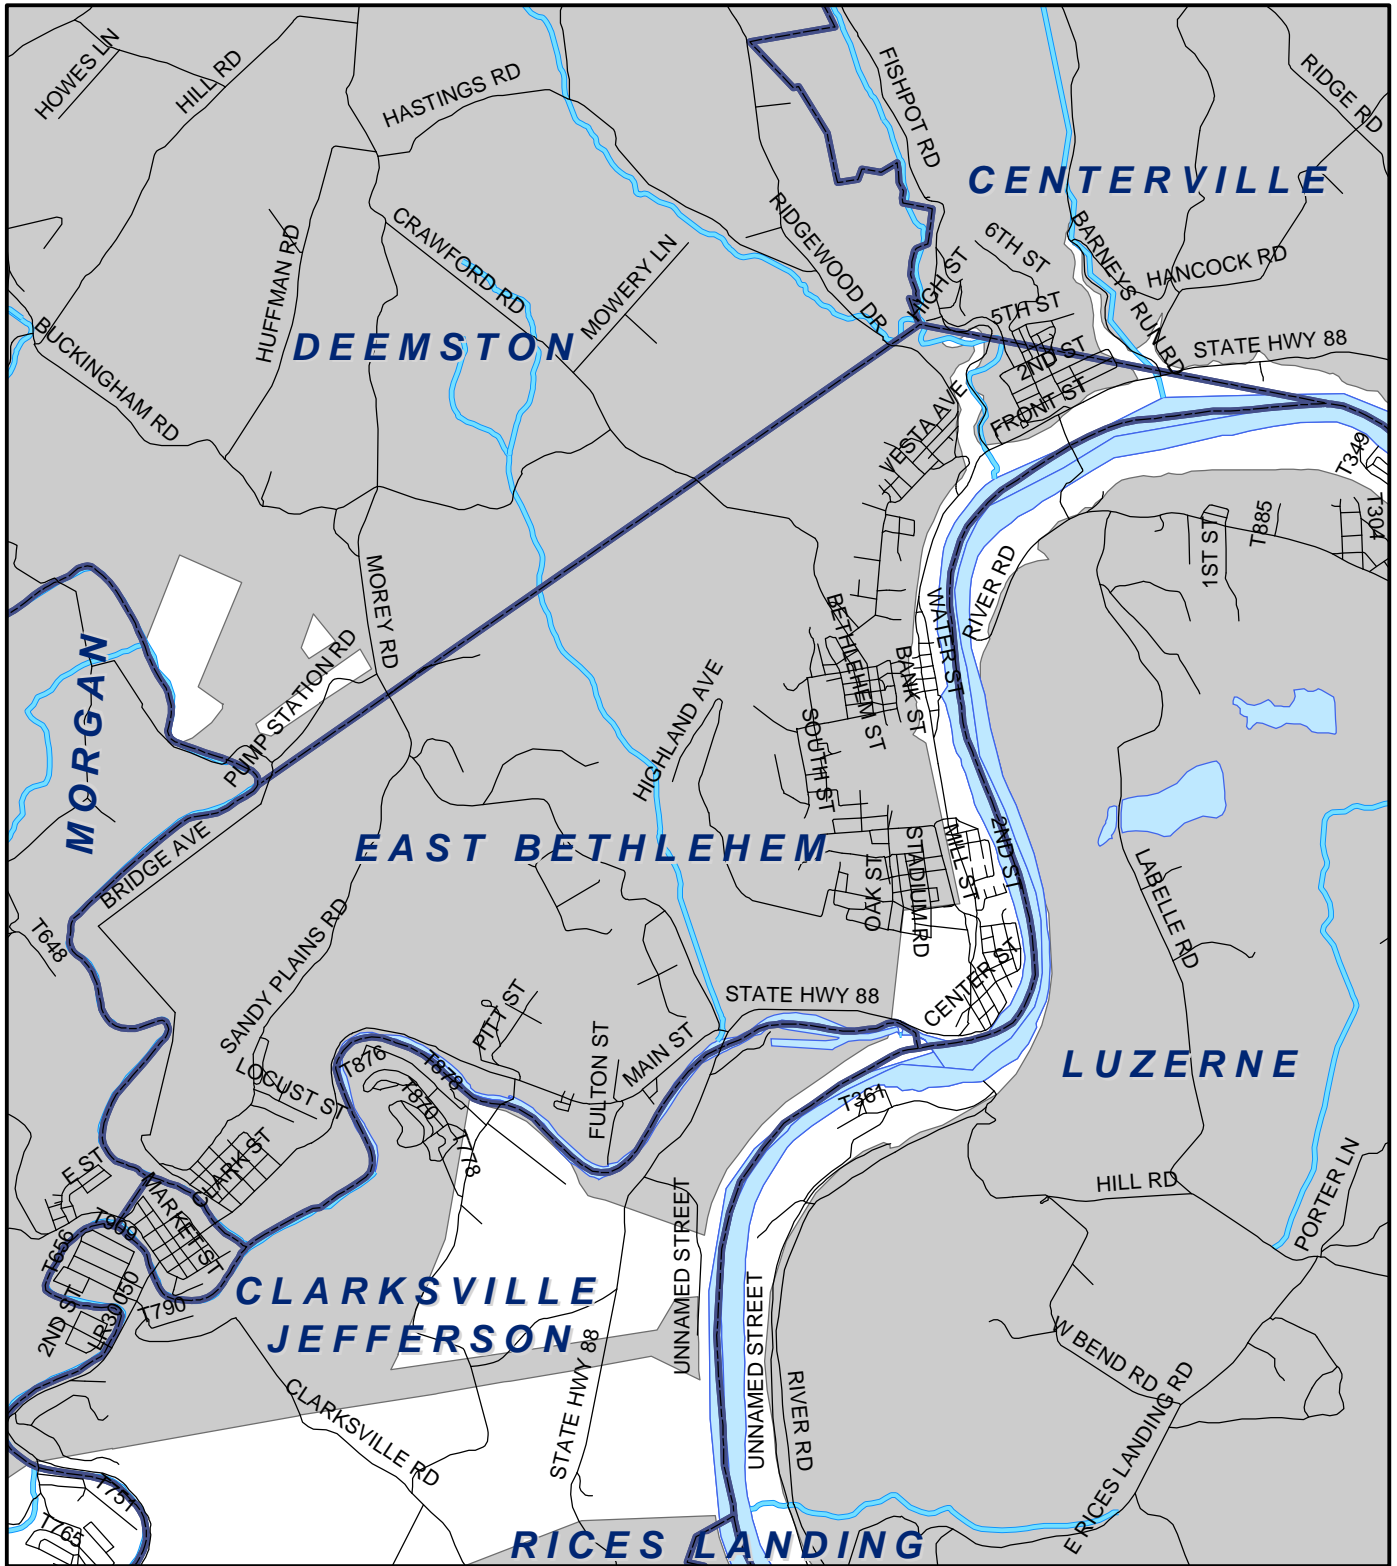 HOWES LN
HILL RD
HASTINGS RD
FISHPOT RD
RIDGE RD
CENTERVILLE
HUFFMAN RD
CRAWFORD RD
MOWERY LN
RIDGEWOOD DR
HIGH ST
6TH ST
BARNEYS RUN RD
HANCOCK RD
5TH ST
BUCKINGHAM RD
DEEMSTON
2ND ST
STATE HWY 88
FRONT ST
VESTA AVE
T349
T304
T885
1ST ST
MOREY RD
RIVER RD
WATER ST
BETHLEHEM ST
BANK ST
MORGAN
PUMP STATION RD
HIGHLAND AVE
SOUTH ST
EAST BETHLEHEM
BRIDGE AVE
STADIUM RD
OAK ST
MILL ST
2ND ST
LABELLE RD
T648
SANDY PLAINS RD
CENTER ST
STATE HWY 88
PITT ST
FULTON ST
MAIN ST
LUZERNE
T876
T878
T870
T778
LOCUST ST
T361
CLARK ST
E ST
MARKET ST
HILL RD
PORTER LN
T909
T656
UNNAMED STREET
CLARKSVILLE
JEFFERSON
T790
LR30050
2ND ST
UNNAMED STREET
STATE HWY 88
W BEND RD
RIVER RD
CLARKSVILLE RD
E RICES LANDING RD
T751
T765
RICES LANDING